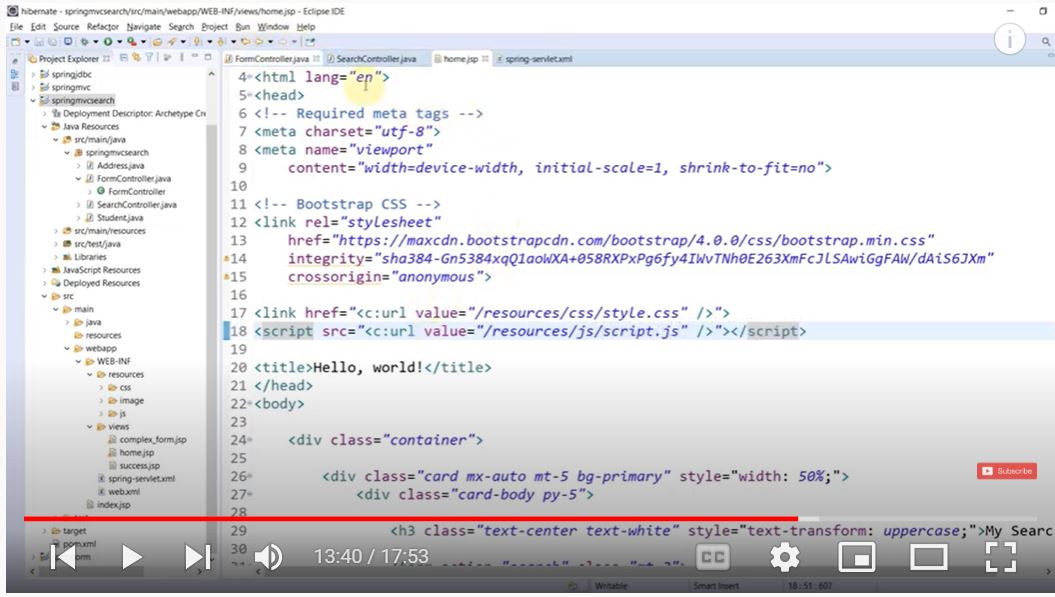 hibernate - springmvcsearch/src/main/webapp/WEB-INF/views/home.jsp - Eclipse IDE
File Edit Source Refactor Navigate Search Project Run Window Help
Project Explorer
FormController.java SearchController.java home.jsp spring-servlet.xml
springjdbc
springmvc
springmvcsearch
Deployment Descriptor: Archetype Cre
Java Resources
src/main/java
springmvcsearch
Address.java
FormController.java
FormController
SearchController.java
Student.java
src/main/resources
src/test/java
Libraries
JavaScript Resources
Deployed Resources
src
main
java
resources
webapp
WEB-INF
resources
css
image
js
views
complex_form.jsp
home.jsp
success.jsp
spring-servlet.xml
web.xml
index.jsp
target
pom.xml
4 <html lang="en">
5 <head>
6 <!-- Required meta tags -->
7 <meta charset="utf-8">
8 <meta name="viewport"
9 content="width=device-width, initial-scale=1, shrink-to-fit=no">
10
11 <!-- Bootstrap CSS -->
12 <link rel="stylesheet"
13 href="https://maxcdn.bootstrapcdn.com/bootstrap/4.0.0/css/bootstrap.min.css"
14 integrity="sha384-Gn5384xqQ1aoWXA+058RXPxPg6fy4IWvTNh0E263XmFcJlSAwiGgFAW/dAiS6JXm"
15 crossorigin="anonymous">
16
17 <link href="<c:url value="/resources/css/style.css" />">
18 <script src="<c:url value="/resources/js/script.js" />"></script>
19
20 <title>Hello, world!</title>
21 </head>
22 <body>
23
24 <div class="container">
25
26 <div class="card mx-auto mt-5 bg-primary" style="width: 50%;">
27 <div class="card-body py-5">
28
29 <h3 class="text-center text-white" style="text-transform: uppercase;">My Searc
30
Subscribe
13:40 / 17:53
CC
Writable Smart Insert 18:51:607